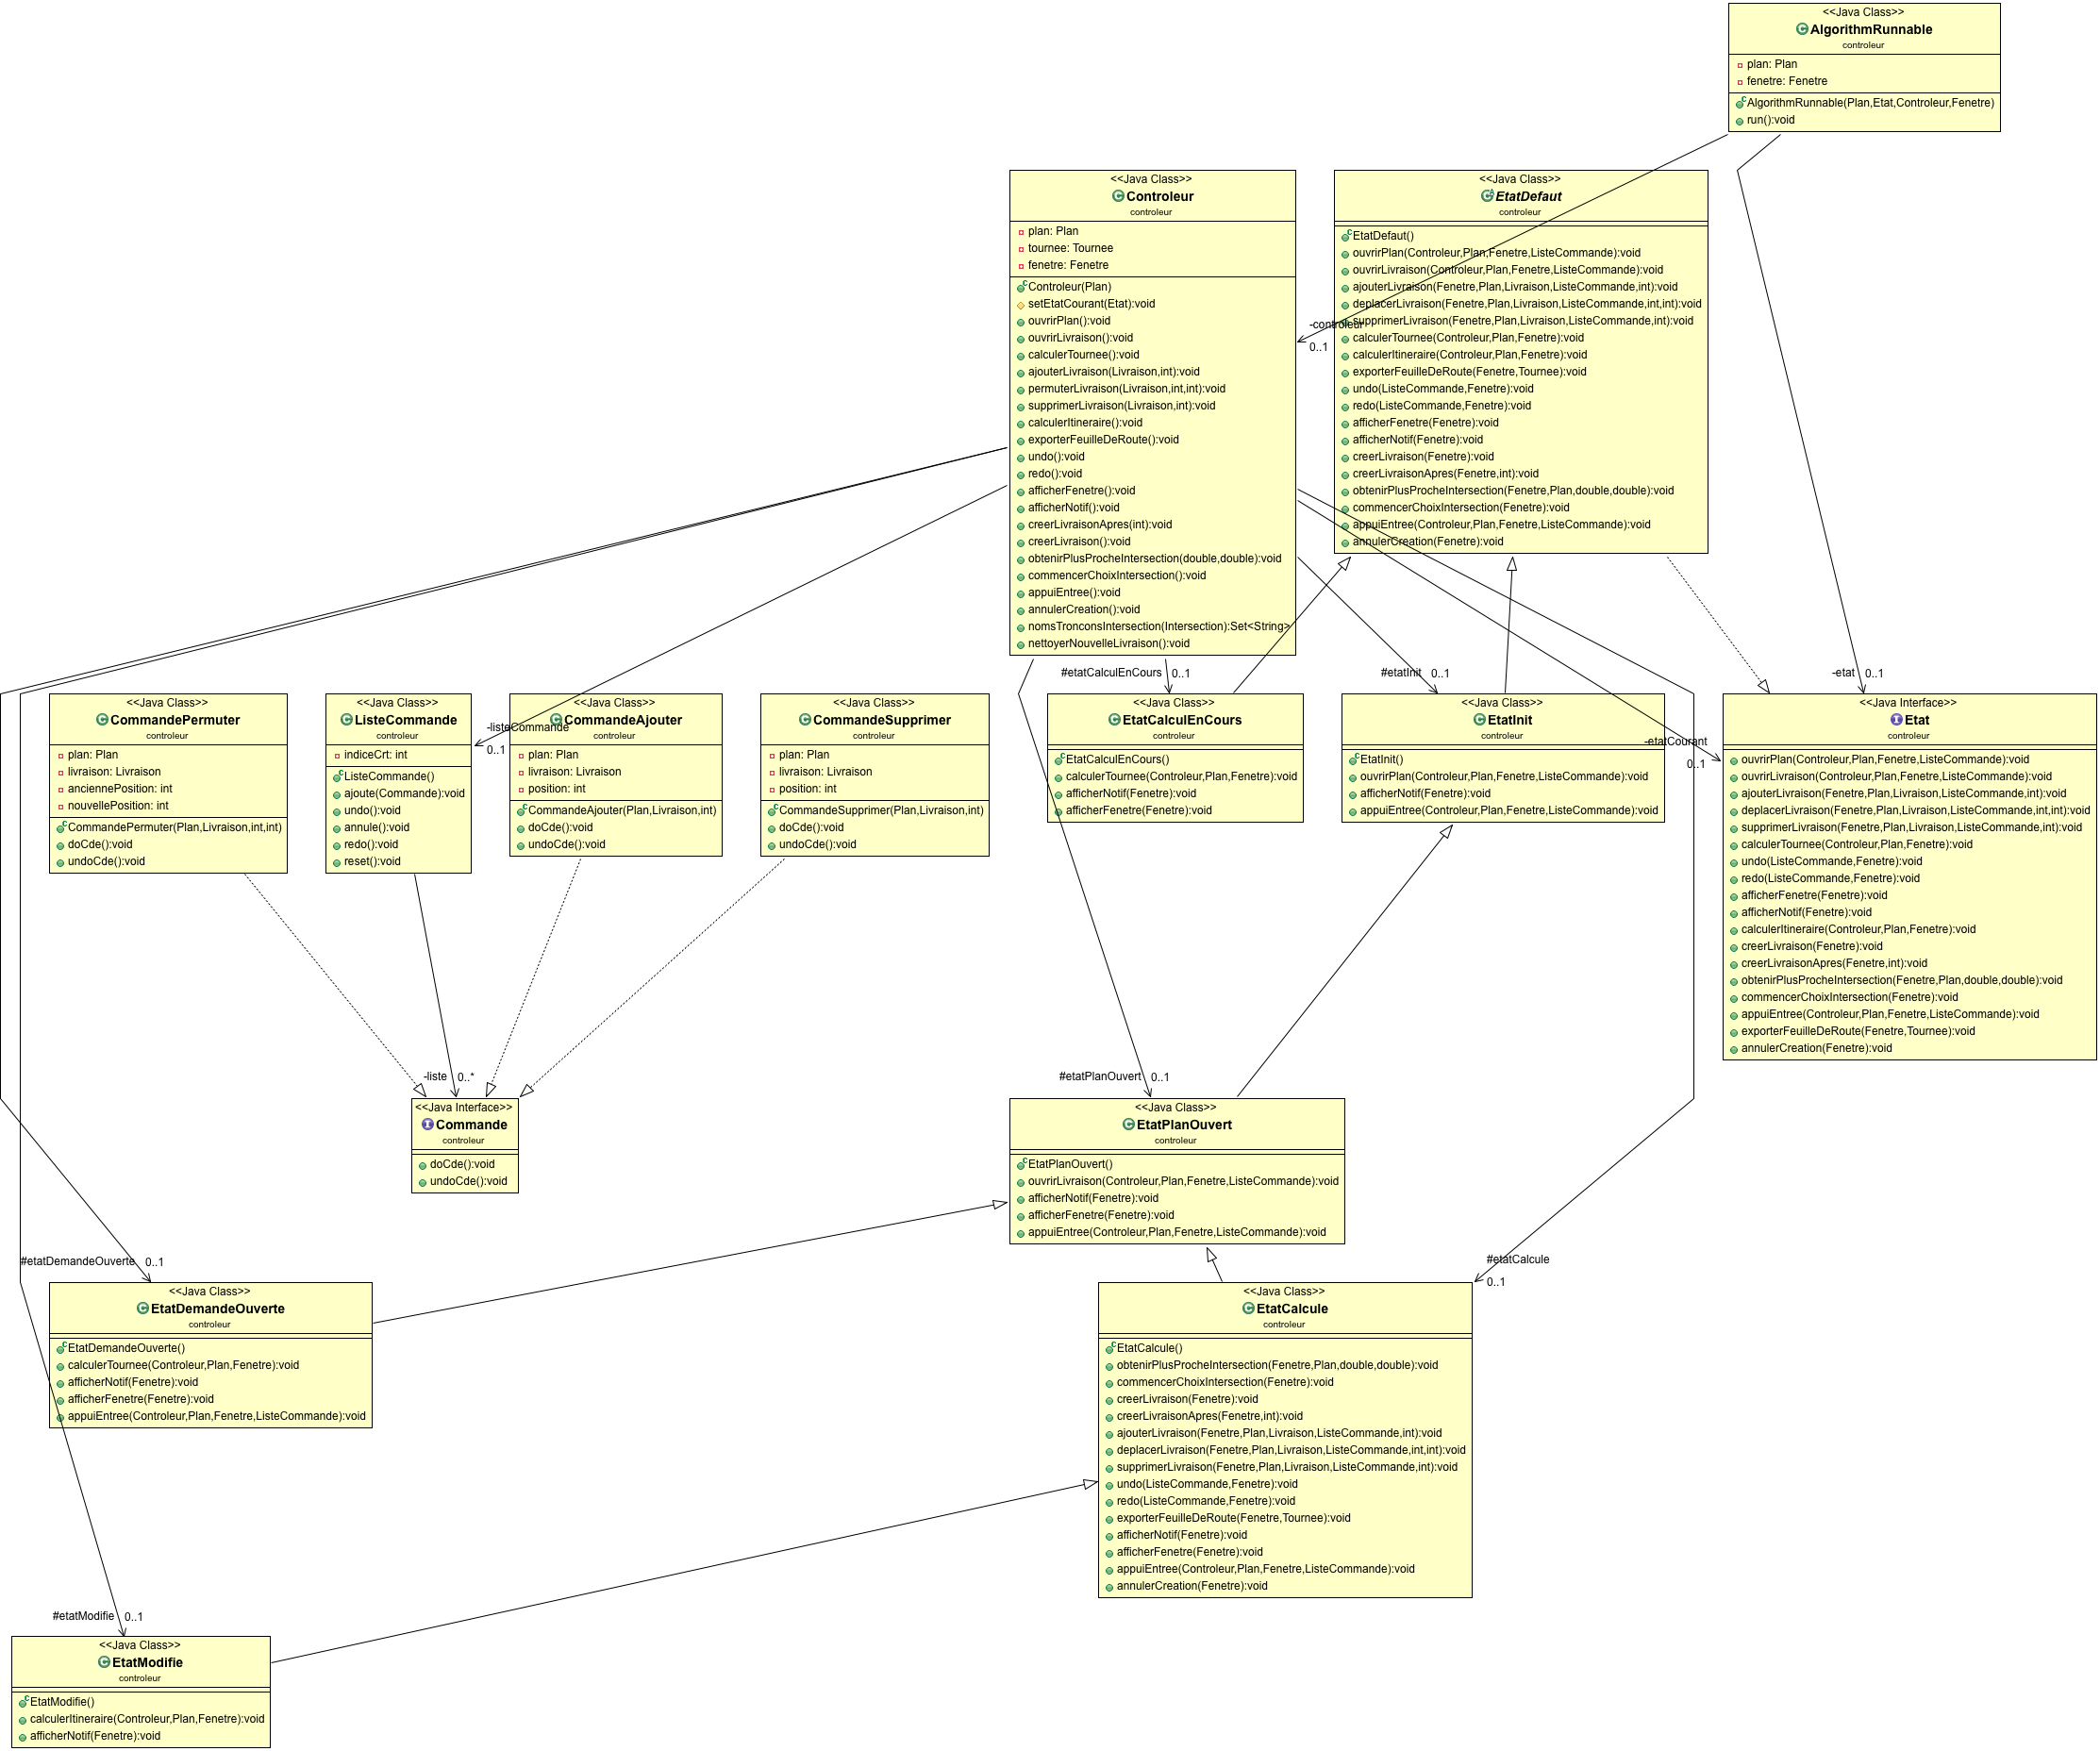 <<Java Class>>
AlgorithmRunnable
controleur
plan: Plan
fenetre: Fenetre
AlgorithmRunnable(Plan,Etat,Controleur,Fenetre)
run():void
<<Java Class>>
Controleur
controleur
plan: Plan
tournee: Tournee
fenetre: Fenetre
Controleur(Plan)
setEtatCourant(Etat):void
ouvrirPlan():void
ouvrirLivraison():void
calculerTournee():void
ajouterLivraison(Livraison,int):void
permuterLivraison(Livraison,int,int):void
supprimerLivraison(Livraison,int):void
calculerItineraire():void
exporterFeuilleDeRoute():void
undo():void
redo():void
afficherFenetre():void
afficherNotif():void
creerLivraisonApres(int):void
creerLivraison():void
obtenirPlusProcheIntersection(double,double):void
commencerChoixIntersection():void
appuiEntree():void
annulerCreation():void
nomsTronconsIntersection(Intersection):Set<String>
nettoyerNouvelleLivraison():void
<<Java Class>>
EtatDefaut
controleur
EtatDefaut()
ouvrirPlan(Controleur,Plan,Fenetre,ListeCommande):void
ouvrirLivraison(Controleur,Plan,Fenetre,ListeCommande):void
ajouterLivraison(Fenetre,Plan,Livraison,ListeCommande,int):void
deplacerLivraison(Fenetre,Plan,Livraison,ListeCommande,int,int):void
supprimerLivraison(Fenetre,Plan,Livraison,ListeCommande,int):void
calculerTournee(Controleur,Plan,Fenetre):void
calculerItineraire(Controleur,Plan,Fenetre):void
exporterFeuilleDeRoute(Fenetre,Tournee):void
undo(ListeCommande,Fenetre):void
redo(ListeCommande,Fenetre):void
afficherFenetre(Fenetre):void
afficherNotif(Fenetre):void
creerLivraison(Fenetre):void
creerLivraisonApres(Fenetre,int):void
obtenirPlusProcheIntersection(Fenetre,Plan,double,double):void
commencerChoixIntersection(Fenetre):void
appuiEntree(Controleur,Plan,Fenetre,ListeCommande):void
annulerCreation(Fenetre):void
-controleur
0..1
#etatCalculEnCours 0..1
#etatInit 0..1
-etat 0..1
<<Java Class>>
CommandePermuter
controleur
plan: Plan
livraison: Livraison
anciennePosition: int
nouvellePosition: int
CommandePermuter(Plan,Livraison,int,int)
doCde():void
undoCde():void
<<Java Class>>
ListeCommande
controleur
indiceCrt: int
ListeCommande()
ajoute(Commande):void
undo():void
annule():void
redo():void
reset():void
-listeCommande
0..1
<<Java Class>>
CommandeAjouter
controleur
plan: Plan
livraison: Livraison
position: int
CommandeAjouter(Plan,Livraison,int)
doCde():void
undoCde():void
<<Java Class>>
CommandeSupprimer
controleur
plan: Plan
livraison: Livraison
position: int
CommandeSupprimer(Plan,Livraison,int)
doCde():void
undoCde():void
<<Java Class>>
EtatCalculEnCours
controleur
EtatCalculEnCours()
calculerTournee(Controleur,Plan,Fenetre):void
afficherNotif(Fenetre):void
afficherFenetre(Fenetre):void
<<Java Class>>
EtatInit
controleur
EtatInit()
ouvrirPlan(Controleur,Plan,Fenetre,ListeCommande):void
afficherNotif(Fenetre):void
appuiEntree(Controleur,Plan,Fenetre,ListeCommande):void
-etatCourant
0..1
<<Java Interface>>
Etat
controleur
ouvrirPlan(Controleur,Plan,Fenetre,ListeCommande):void
ouvrirLivraison(Controleur,Plan,Fenetre,ListeCommande):void
ajouterLivraison(Fenetre,Plan,Livraison,ListeCommande,int):void
deplacerLivraison(Fenetre,Plan,Livraison,ListeCommande,int,int):void
supprimerLivraison(Fenetre,Plan,Livraison,ListeCommande,int):void
calculerTournee(Controleur,Plan,Fenetre):void
undo(ListeCommande,Fenetre):void
redo(ListeCommande,Fenetre):void
afficherFenetre(Fenetre):void
afficherNotif(Fenetre):void
calculerItineraire(Controleur,Plan,Fenetre):void
creerLivraison(Fenetre):void
creerLivraisonApres(Fenetre,int):void
obtenirPlusProcheIntersection(Fenetre,Plan,double,double):void
commencerChoixIntersection(Fenetre):void
appuiEntree(Controleur,Plan,Fenetre,ListeCommande):void
exporterFeuilleDeRoute(Fenetre,Tournee):void
annulerCreation(Fenetre):void
-liste 0..*
#etatPlanOuvert 0..1
<<Java Interface>>
Commande
controleur
doCde():void
undoCde():void
<<Java Class>>
EtatPlanOuvert
controleur
EtatPlanOuvert()
ouvrirLivraison(Controleur,Plan,Fenetre,ListeCommande):void
afficherNotif(Fenetre):void
afficherFenetre(Fenetre):void
appuiEntree(Controleur,Plan,Fenetre,ListeCommande):void
#etatDemandeOuverte 0..1
#etatCalcule
0..1
<<Java Class>>
EtatDemandeOuverte
controleur
EtatDemandeOuverte()
calculerTournee(Controleur,Plan,Fenetre):void
afficherNotif(Fenetre):void
afficherFenetre(Fenetre):void
appuiEntree(Controleur,Plan,Fenetre,ListeCommande):void
<<Java Class>>
EtatCalcule
controleur
EtatCalcule()
obtenirPlusProcheIntersection(Fenetre,Plan,double,double):void
commencerChoixIntersection(Fenetre):void
creerLivraison(Fenetre):void
creerLivraisonApres(Fenetre,int):void
ajouterLivraison(Fenetre,Plan,Livraison,ListeCommande,int):void
deplacerLivraison(Fenetre,Plan,Livraison,ListeCommande,int,int):void
supprimerLivraison(Fenetre,Plan,Livraison,ListeCommande,int):void
undo(ListeCommande,Fenetre):void
redo(ListeCommande,Fenetre):void
exporterFeuilleDeRoute(Fenetre,Tournee):void
afficherNotif(Fenetre):void
afficherFenetre(Fenetre):void
appuiEntree(Controleur,Plan,Fenetre,ListeCommande):void
annulerCreation(Fenetre):void
#etatModifie 0..1
<<Java Class>>
EtatModifie
controleur
EtatModifie()
calculerItineraire(Controleur,Plan,Fenetre):void
afficherNotif(Fenetre):void